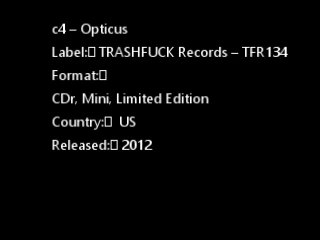 c4 – Opticus
Label:▯ TRASHFUCK Records – TFR134
Format:▯
CDr, Mini, Limited Edition
Country:▯ US
Released:▯ 2012